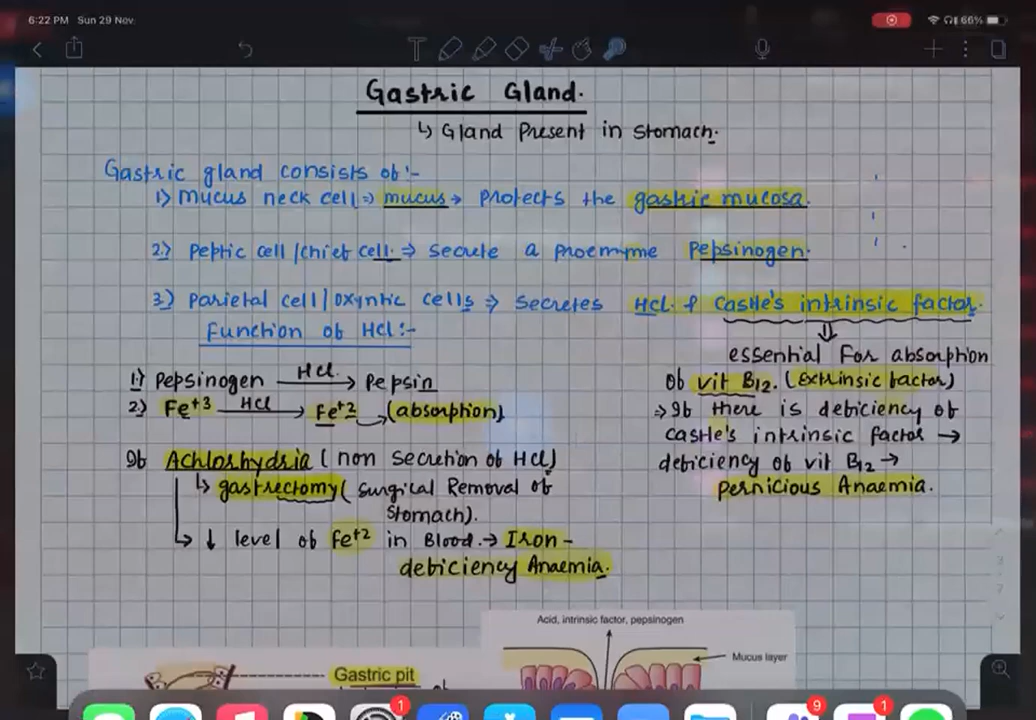 6:22 PM Sun 29 Nov
66%
Gastric Gland.
↳ Gland Present in Stomach.
Gastric gland consists of :-
1) Mucus neck cell ⇒ mucus → protects the gastric mucosa.
2) Peptic cell / chief cell ⇒ secrete a proenmme Pepsinogen.
3) Parietal cell / oxyntic cells ⇒ Secretes HCl & Castle's intrinsic factor.
Function of HCl :-
1) Pepsinogen —HCl→ Pepsin
2) Fe+3 —HCl→ Fe+2 → (absorption)
⇓
essential For absorption
of vit B12. (Extrinsic factor)
⇒ If there is deficiency of
castle's intrinsic factor →
deficiency of vit B12 →
pernicious Anaemia.
If Achlorhydria (non secretion of HCl)
↳ gastrectomy (Surgical Removal of
Stomach).
↳ ↓ level of Fe+2 in Blood. → Iron -
deficiency Anaemia.
Acid, intrinsic factor, pepsinogen
Mucus layer
Gastric pit
1
9
1